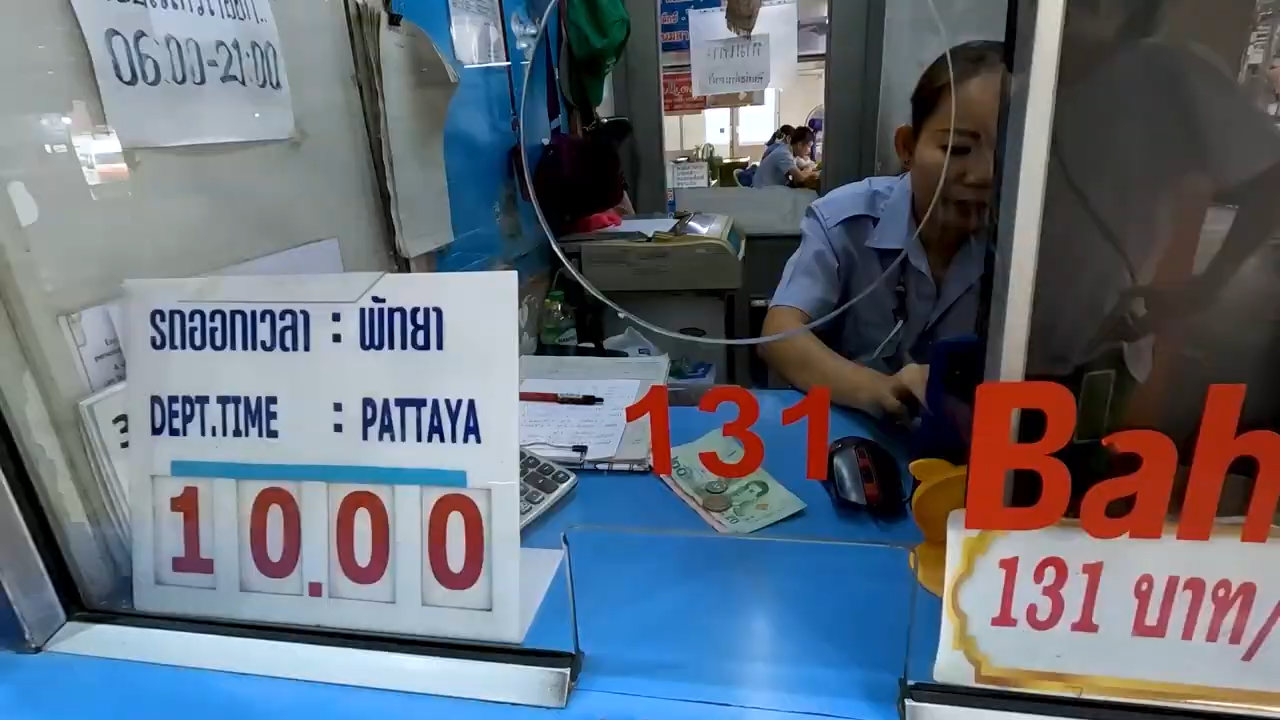 06.00-21:00
รถออกเวลา : พัทยา
DEPT.TIME : PATTAYA
10.00
131 Bah
131 บาท/